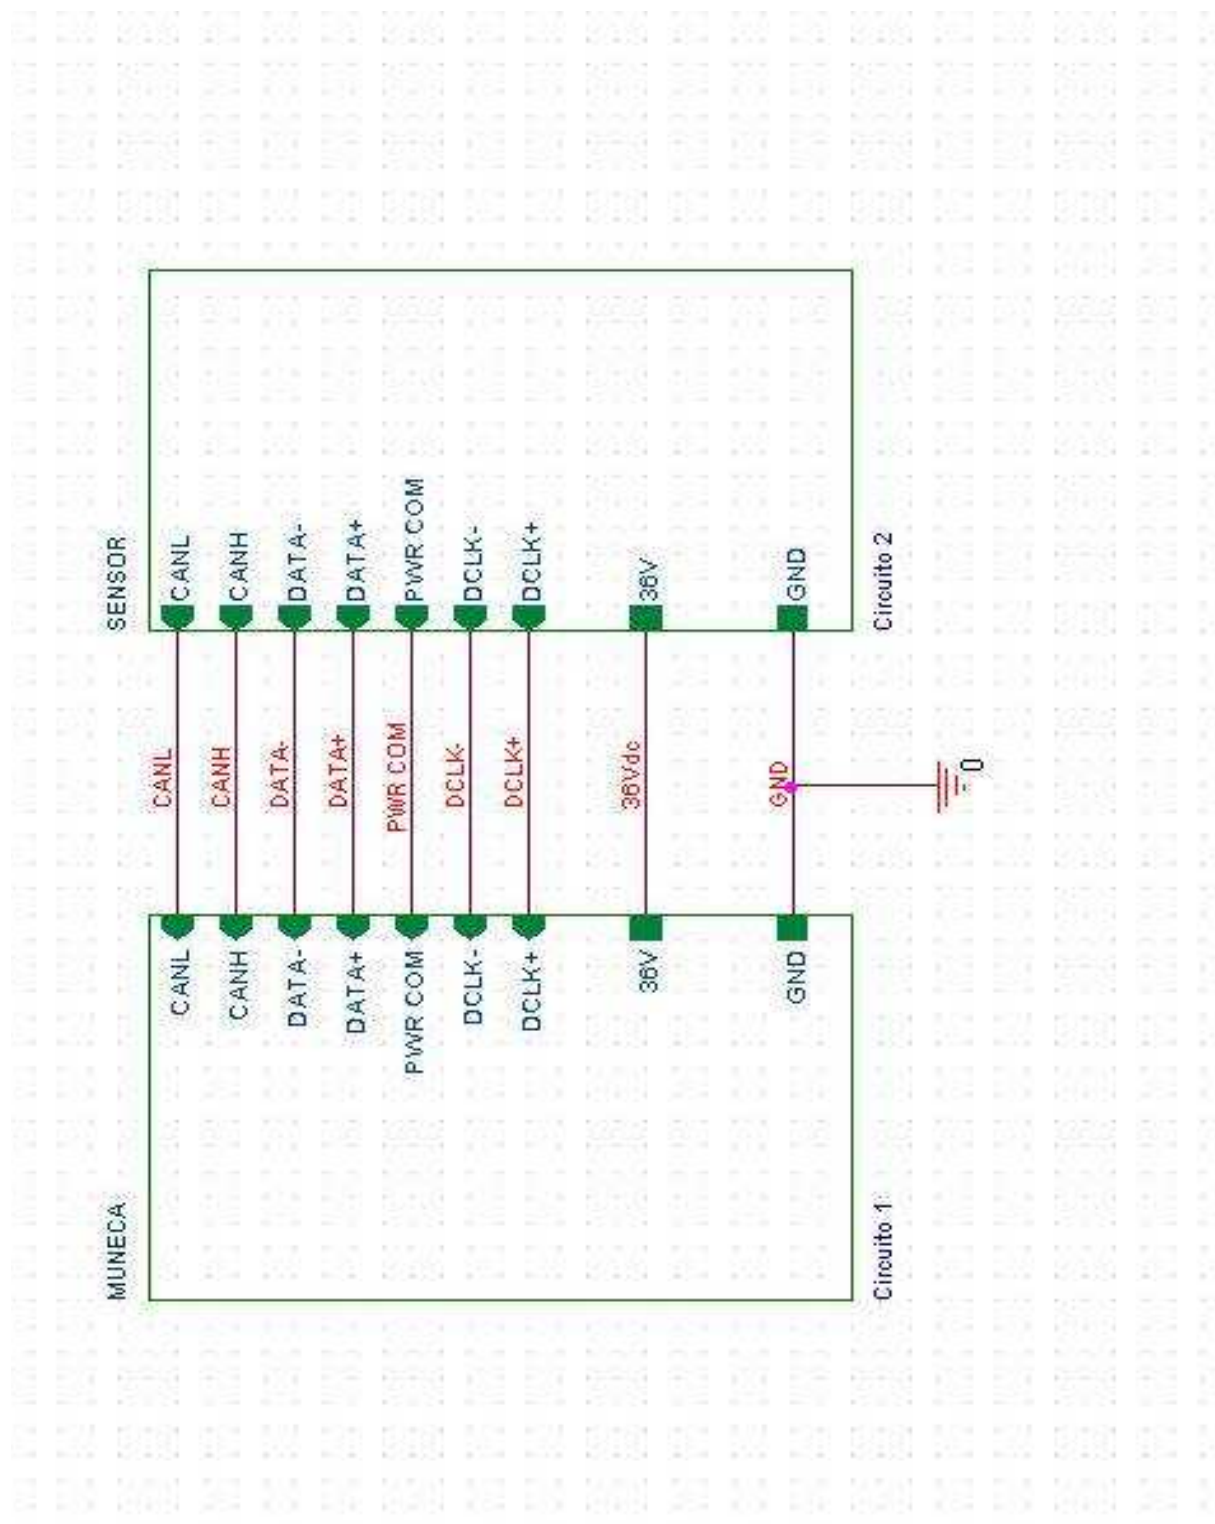 MUNECA
SENSOR
CANL
CANL
CANL
CANH
CANH
CANH
DATA-
DATA-
DATA-
DATA+
DATA+
DATA+
PWR COM
PWR COM
PWR COM
DCLK-
DCLK-
DCLK-
DCLK+
DCLK+
DCLK+
36V
36Vdc
36V
GND
GND
GND
0
Circuito 1
Circuito 2